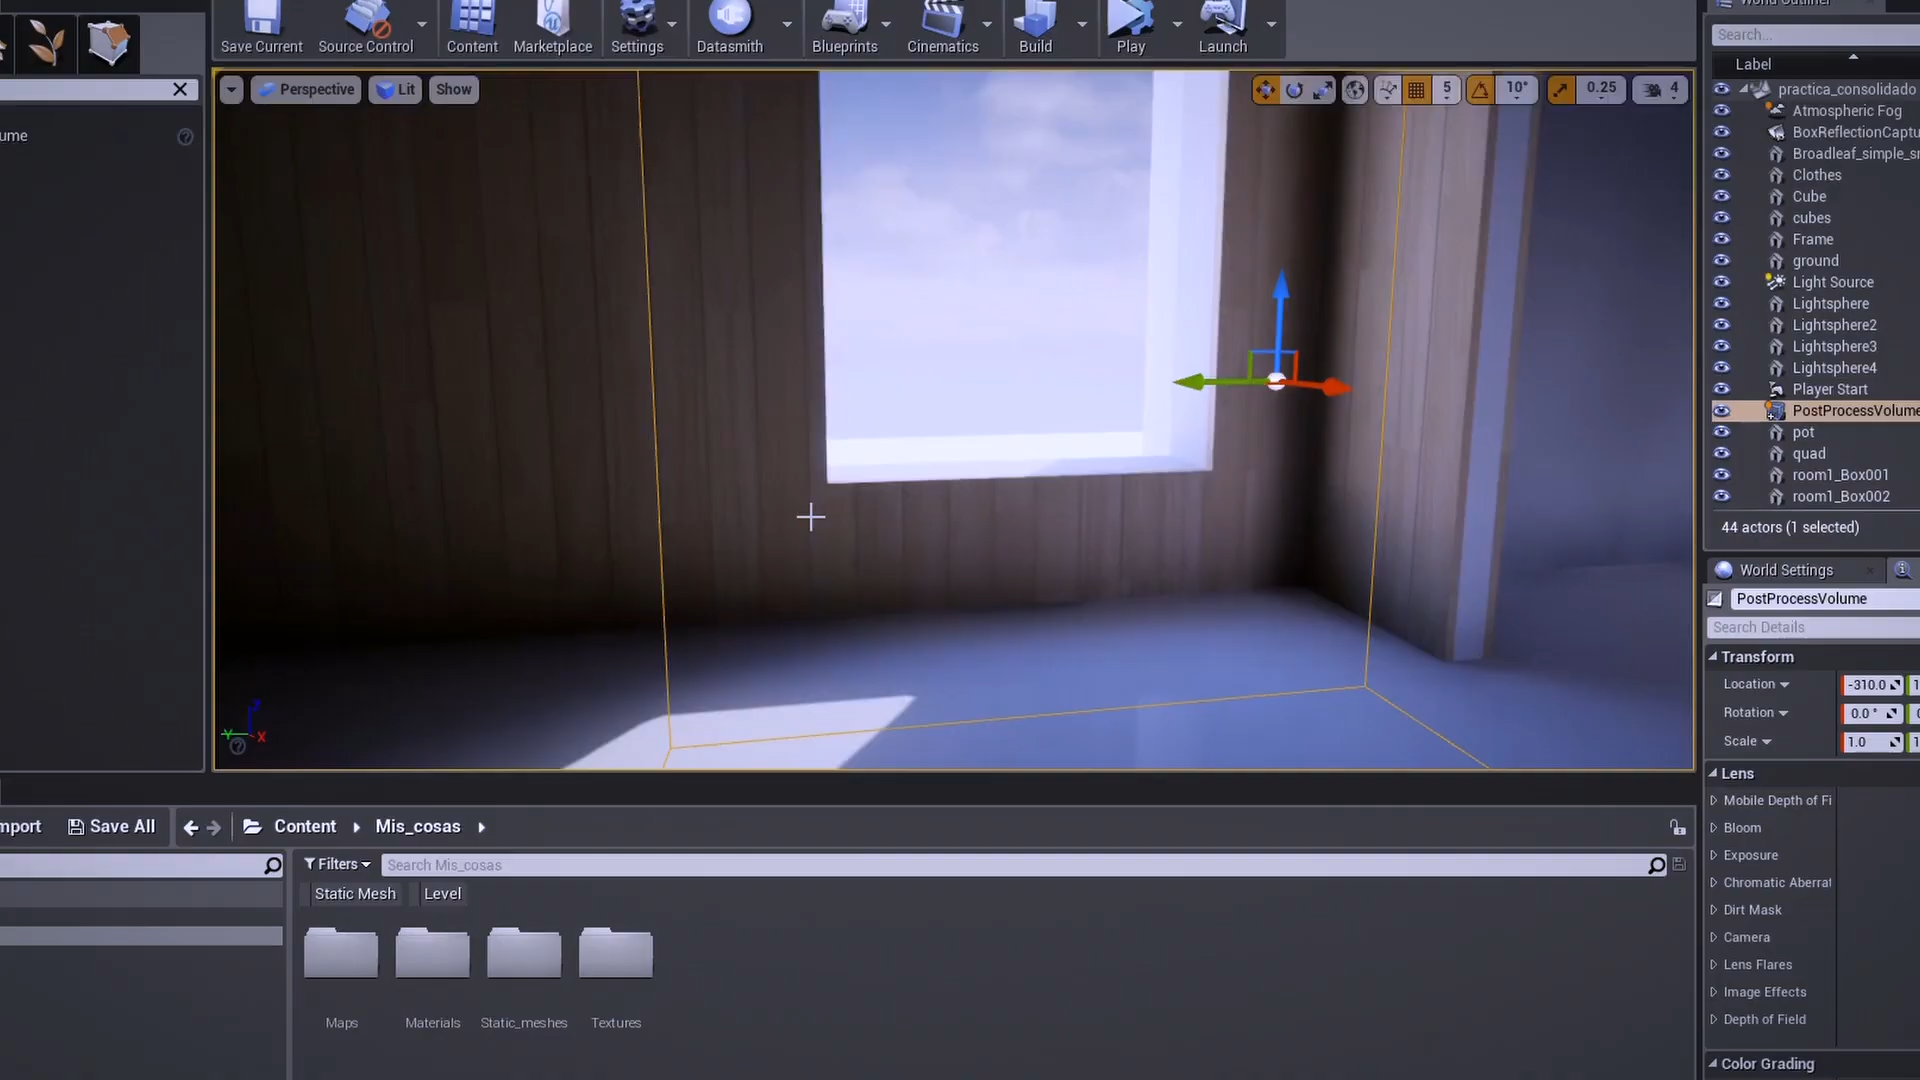 Save Current
Source Control
Content
Marketplace
Settings
Datasmith
Blueprints
Cinematics
Build
Play
Launch
Search...
Label
Perspective
Lit
Show
5
10°
0.25
4
ume
practica_consolidado
Atmospheric Fog
BoxReflectionCaptu
Broadleaf_simple_s
Clothes
Cube
cubes
Frame
ground
Light Source
Lightsphere
Lightsphere2
Lightsphere3
Lightsphere4
Player Start
PostProcessVolume
pot
quad
room1_Box001
room1_Box002
44 actors (1 selected)
World Settings
PostProcessVolume
Search Details
Transform
Location
-310.0
Rotation
0.0 °
Scale
1.0
Lens
Mobile Depth of Fi
Bloom
Exposure
Chromatic Aberrat
Dirt Mask
Camera
Lens Flares
Image Effects
Depth of Field
Color Grading
Z
Y
X
mport
Save All
Content
Mis_cosas
Filters
Search Mis_cosas
Static Mesh
Level
Maps
Materials
Static_meshes
Textures